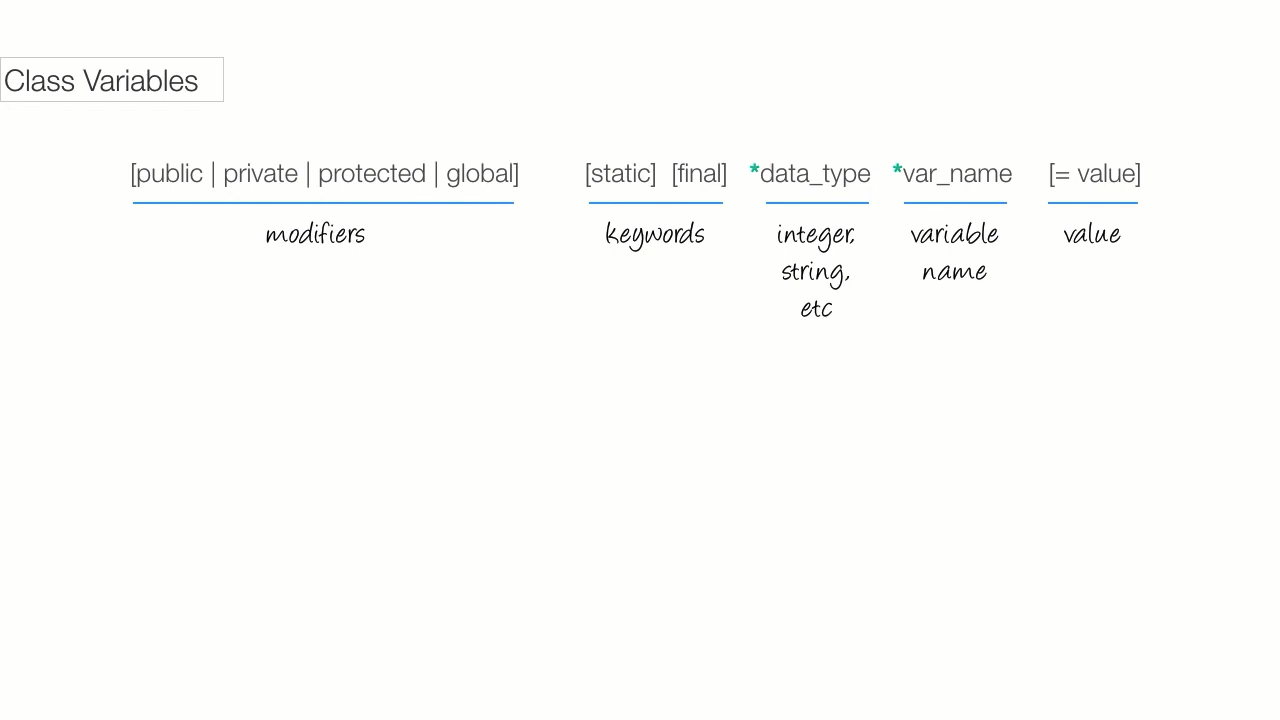 Class Variables
[public | private | protected | global] [static] [final] *data_type *var_name [= value]
modifiers keywords integer, variable value
string, name
etc